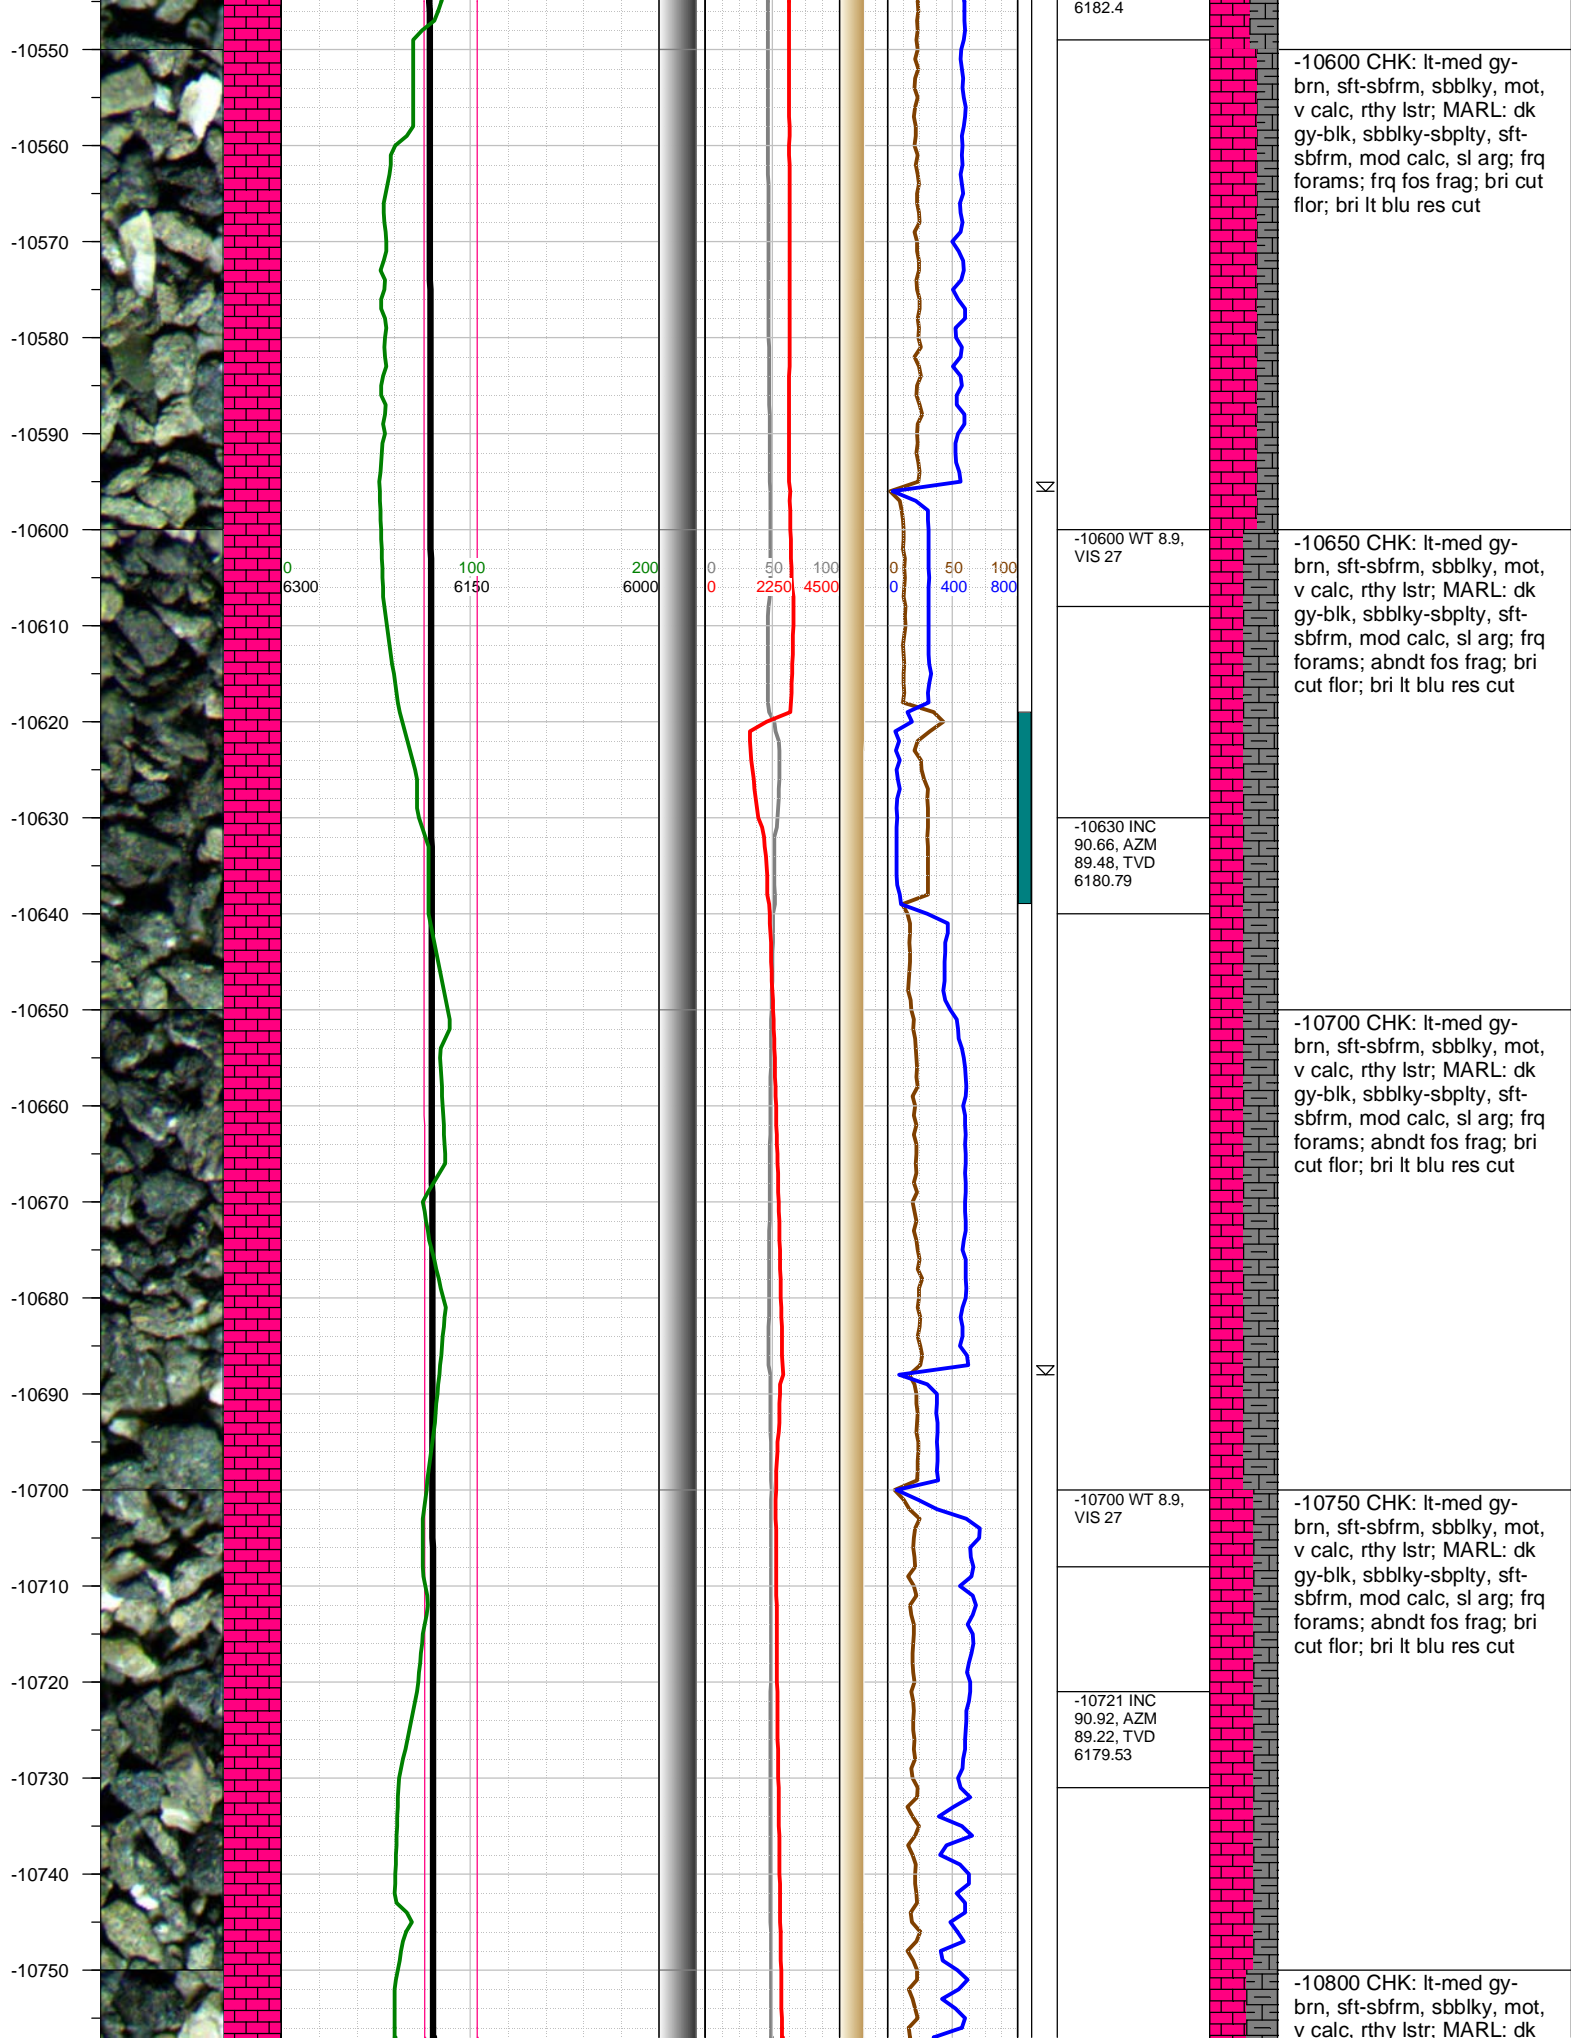 6182.4
-10550
-10600 CHK: lt-med gy-
brn, sft-sbfrm, sbblky, mot,
v calc, rthy lstr; MARL: dk
gy-blk, sbblky-sbplty, sft-
sbfrm, mod calc, sl arg; frq
forams; frq fos frag; bri cut
flor; bri lt blu res cut
-10560
-10570
-10580
-10590
-10600
-10600 WT 8.9,
VIS 27
-10650 CHK: lt-med gy-
brn, sft-sbfrm, sbblky, mot,
v calc, rthy lstr; MARL: dk
gy-blk, sbblky-sbplty, sft-
sbfrm, mod calc, sl arg; frq
forams; abndt fos frag; bri
cut flor; bri lt blu res cut
0 100 200 0 50 100 0 50 100
6300 6150 6000 0 2250 4500 0 400 800
-10610
-10620
-10630
-10630 INC
90.66, AZM
89.48, TVD
6180.79
-10640
-10650
-10700 CHK: lt-med gy-
brn, sft-sbfrm, sbblky, mot,
v calc, rthy lstr; MARL: dk
gy-blk, sbblky-sbplty, sft-
sbfrm, mod calc, sl arg; frq
forams; abndt fos frag; bri
cut flor; bri lt blu res cut
-10660
-10670
-10680
-10690
-10700
-10700 WT 8.9,
VIS 27
-10750 CHK: lt-med gy-
brn, sft-sbfrm, sbblky, mot,
v calc, rthy lstr; MARL: dk
gy-blk, sbblky-sbplty, sft-
sbfrm, mod calc, sl arg; frq
forams; abndt fos frag; bri
cut flor; bri lt blu res cut
-10710
-10720
-10721 INC
90.92, AZM
89.22, TVD
6179.53
-10730
-10740
-10750
-10800 CHK: lt-med gy-
brn, sft-sbfrm, sbblky, mot,
v calc, rthy lstr; MARL: dk